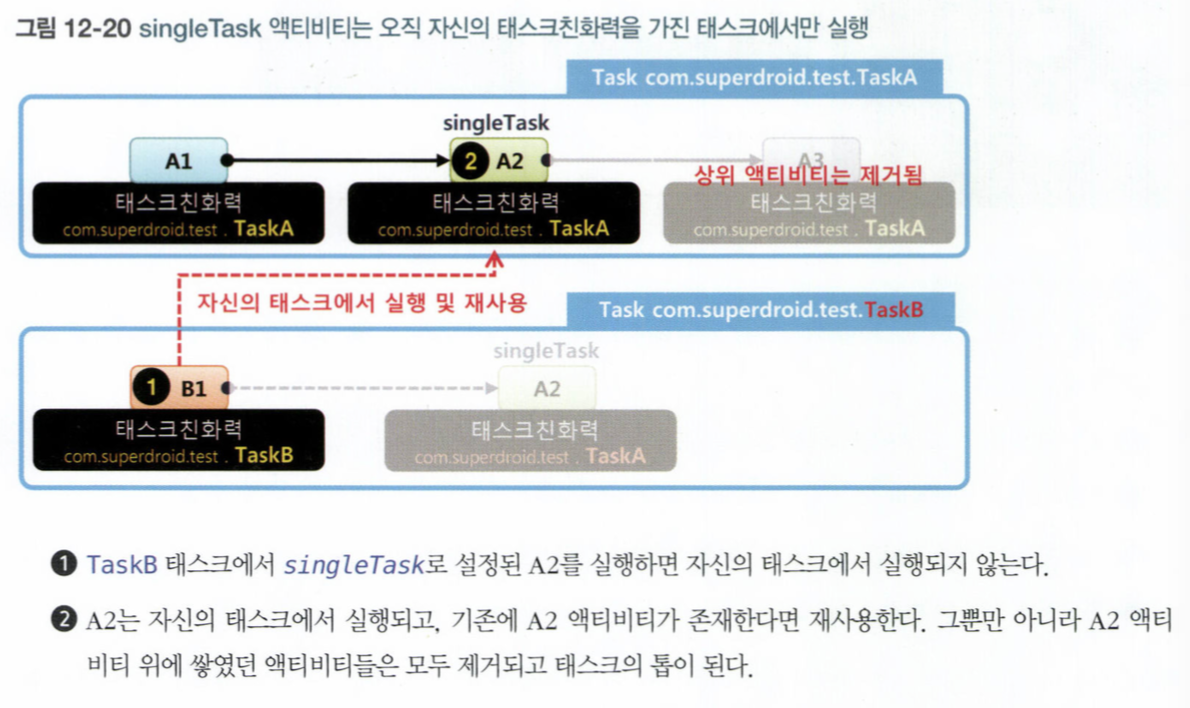 그림 12-20 singleTask 액티비티는 오직 자신의 태스크친화력을 가진 태스크에서만 실행
Task com.superdroid.test.TaskA
singleTask
A1
2 A2
A3
상위 액티비티는 제거됨
태스크친화력
com.superdroid.test . TaskA
태스크친화력
com.superdroid.test . TaskA
태스크친화력
com.superdroid.test . TaskA
자신의 태스크에서 실행 및 재사용
Task com.superdroid.test.TaskB
singleTask
1 B1
A2
태스크친화력
com.superdroid.test . TaskB
태스크친화력
com.superdroid.test . TaskA
❶ TaskB 태스크에서 singleTask로 설정된 A2를 실행하면 자신의 태스크에서 실행되지 않는다.
❷ A2는 자신의 태스크에서 실행되고, 기존에 A2 액티비티가 존재한다면 재사용한다. 그뿐만 아니라 A2 액티
비티 위에 쌓였던 액티비티들은 모두 제거되고 태스크의 톱이 된다.